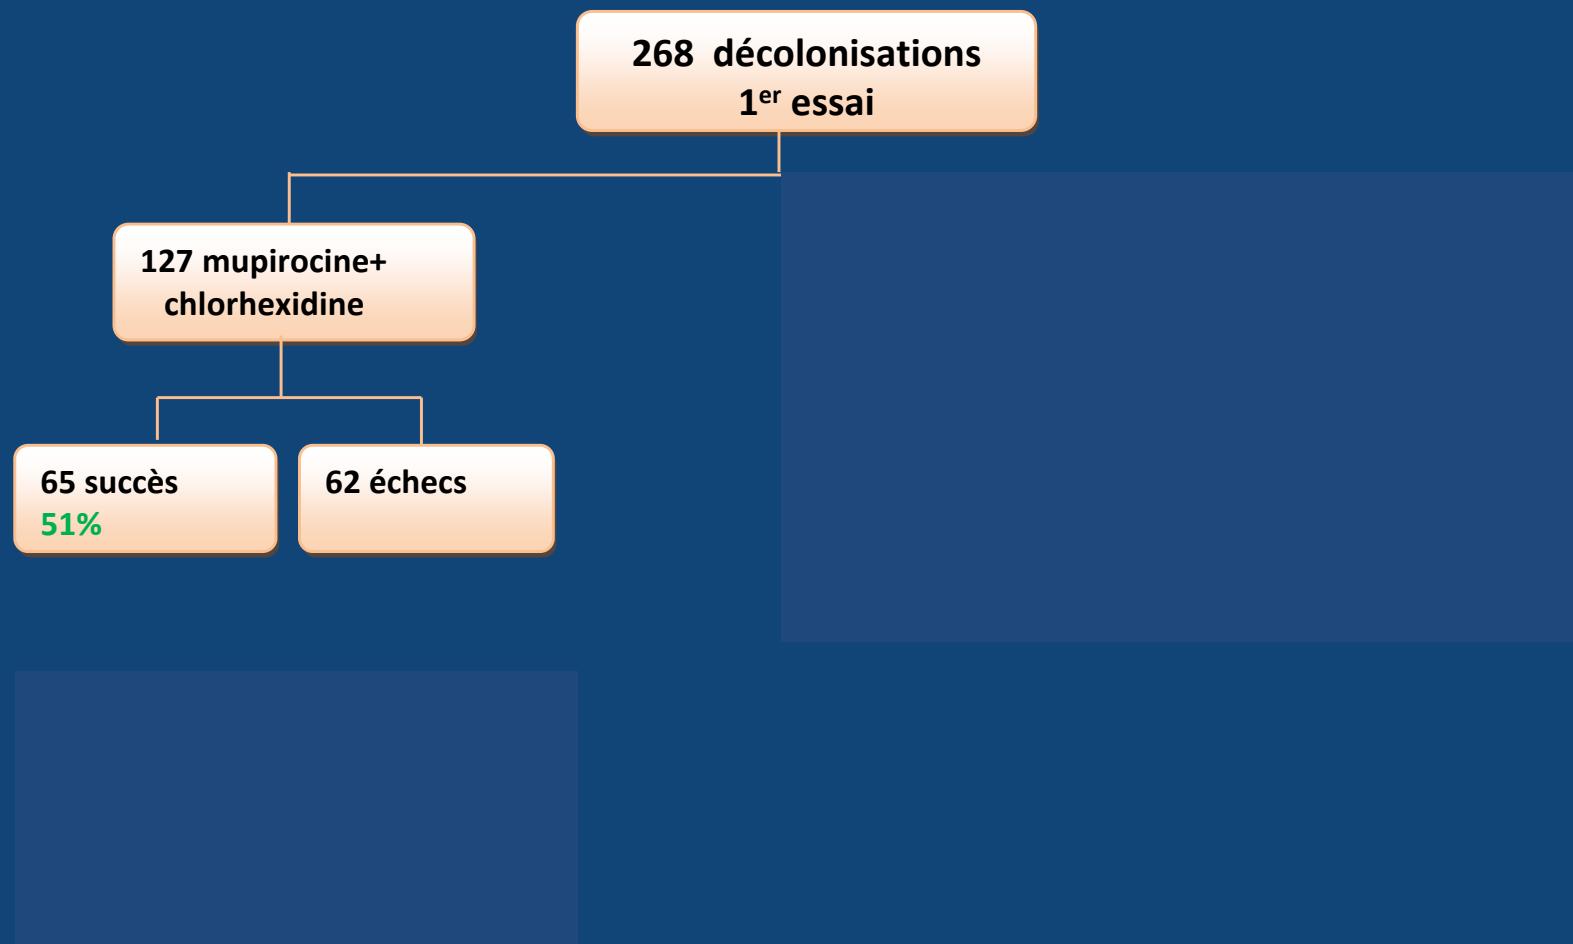 268 décolonisations
1er essai
127 mupirocine+
chlorhexidine
65 succès
51%
62 échecs